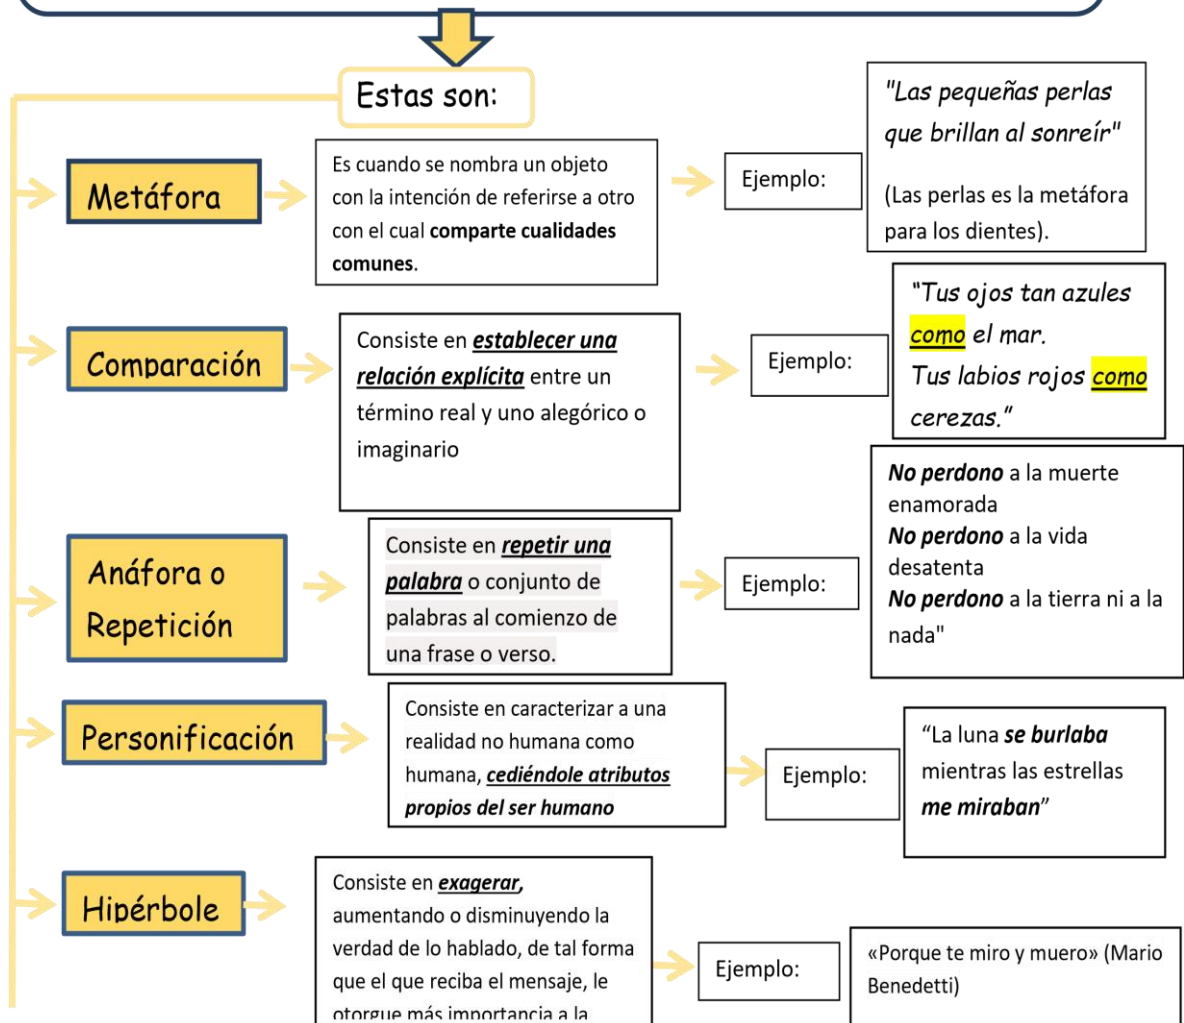 Estas son:
Metáfora
Es cuando se nombra un objeto
con la intención de referirse a otro
con el cual comparte cualidades
comunes.
Ejemplo:
"Las pequeñas perlas
que brillan al sonreír"
(Las perlas es la metáfora
para los dientes).
Comparación
Consiste en establecer una
relación explícita entre un
término real y uno alegórico o
imaginario
Ejemplo:
"Tus ojos tan azules
como el mar.
Tus labios rojos como
cerezas."
Anáfora o
Repetición
Consiste en repetir una
palabra o conjunto de
palabras al comienzo de
una frase o verso.
Ejemplo:
No perdono a la muerte
enamorada
No perdono a la vida
desatenta
No perdono a la tierra ni a la
nada"
Personificación
Consiste en caracterizar a una
realidad no humana como
humana, cediéndole atributos
propios del ser humano
Ejemplo:
“La luna se burlaba
mientras las estrellas
me miraban”
Hipérbole
Consiste en exagerar,
aumentando o disminuyendo la
verdad de lo hablado, de tal forma
que el que reciba el mensaje, le
otorgue más importancia a la
Ejemplo:
«Porque te miro y muero» (Mario
Benedetti)